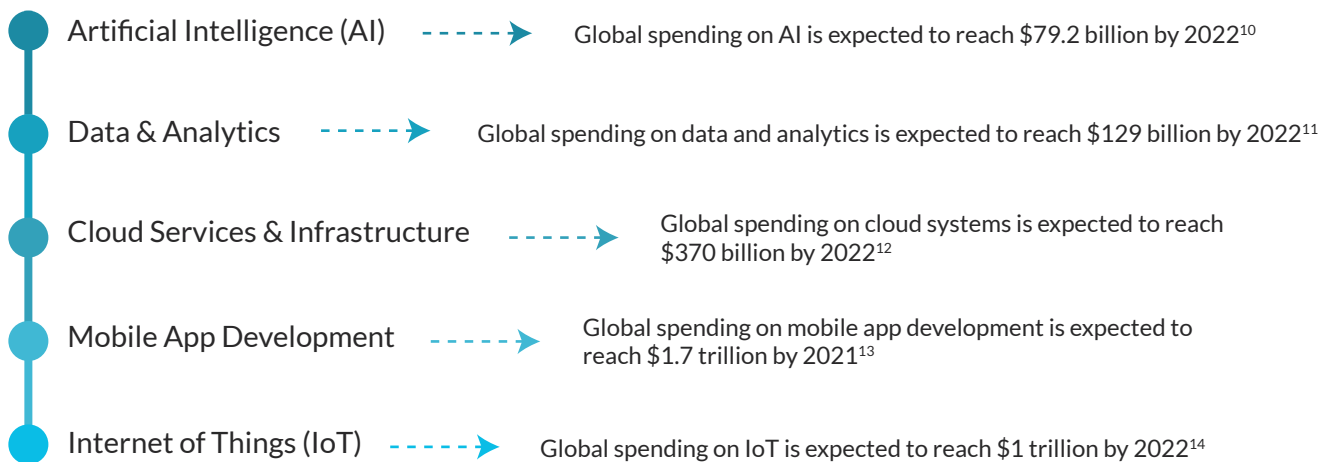 Artificial Intelligence (AI)
Global spending on AI is expected to reach $79.2 billion by 2022¹⁰
Data & Analytics
Global spending on data and analytics is expected to reach $129 billion by 2022¹¹
Cloud Services & Infrastructure
Global spending on cloud systems is expected to reach
$370 billion by 2022¹²
Mobile App Development
Global spending on mobile app development is expected to
reach $1.7 trillion by 2021¹³
Internet of Things (IoT)
Global spending on IoT is expected to reach $1 trillion by 2022¹⁴